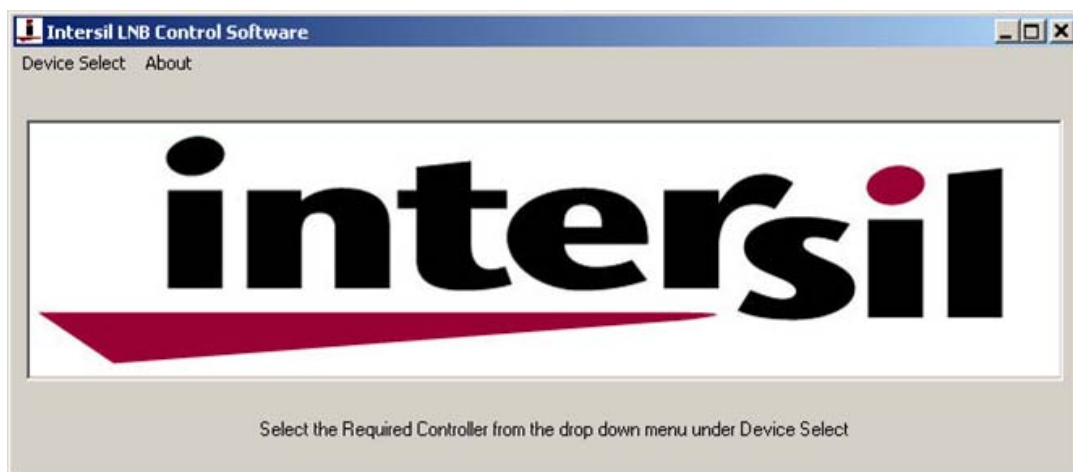 Intersil LNB Control Software
Device Select About
intersil
Select the Required Controller from the drop down menu under Device Select